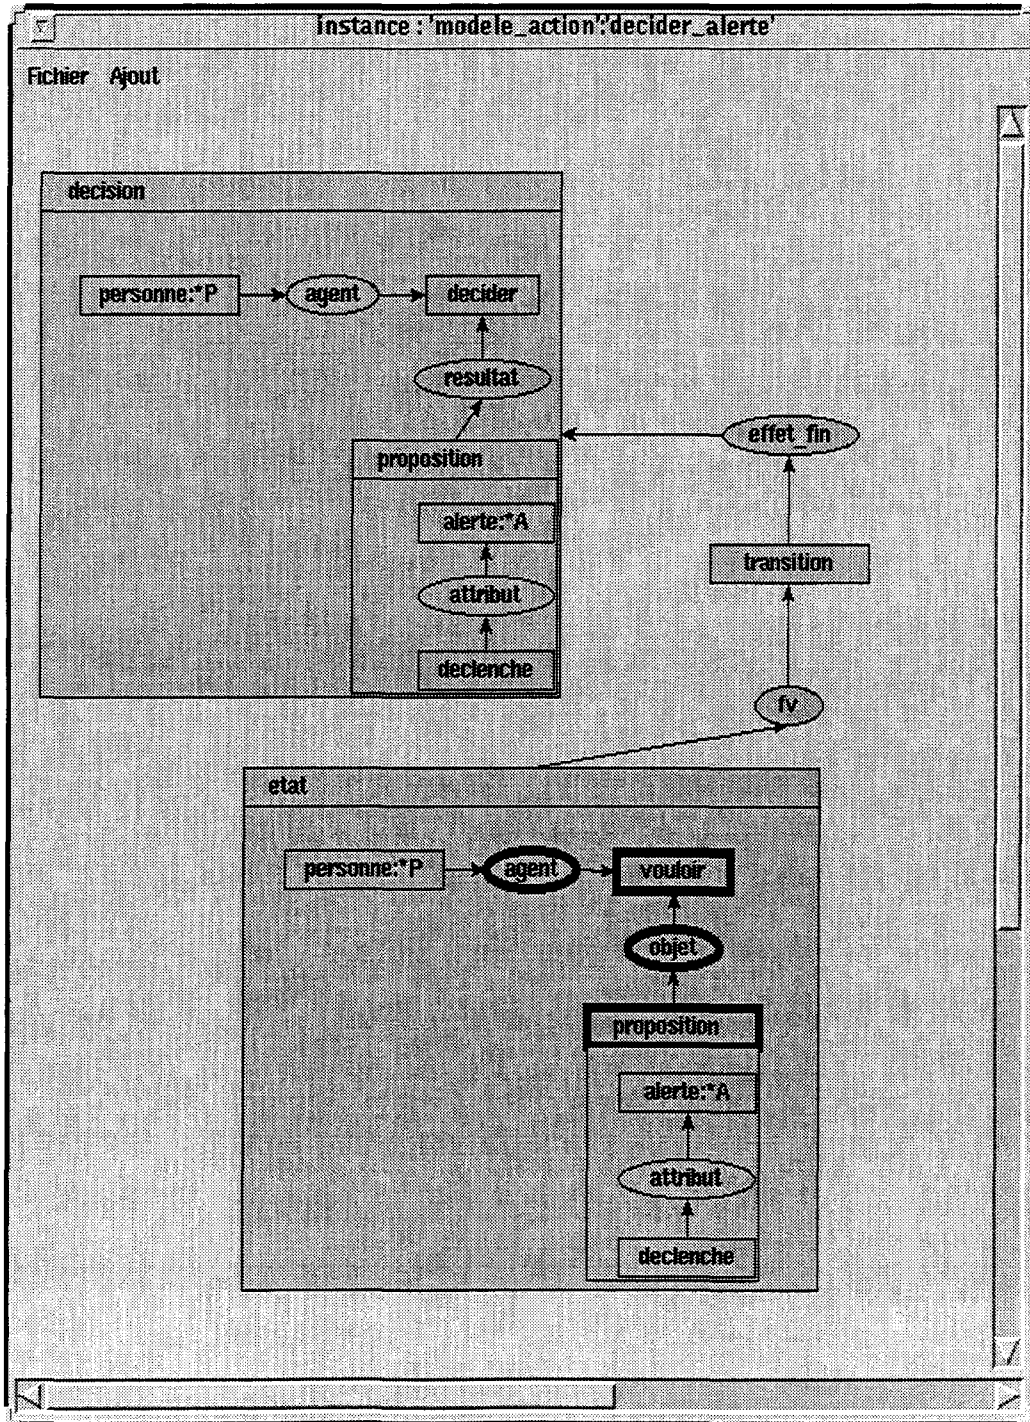 instance : 'modele_action':'decider_alerte'
Fichier Ajout
decision
personne:*P agent decider
resultat
effet_fin
proposition
alerte:*A
transition
attribut
declenche
fv
etat
personne:*P agent vouloir
objet
proposition
alerte:*A
attribut
declenche